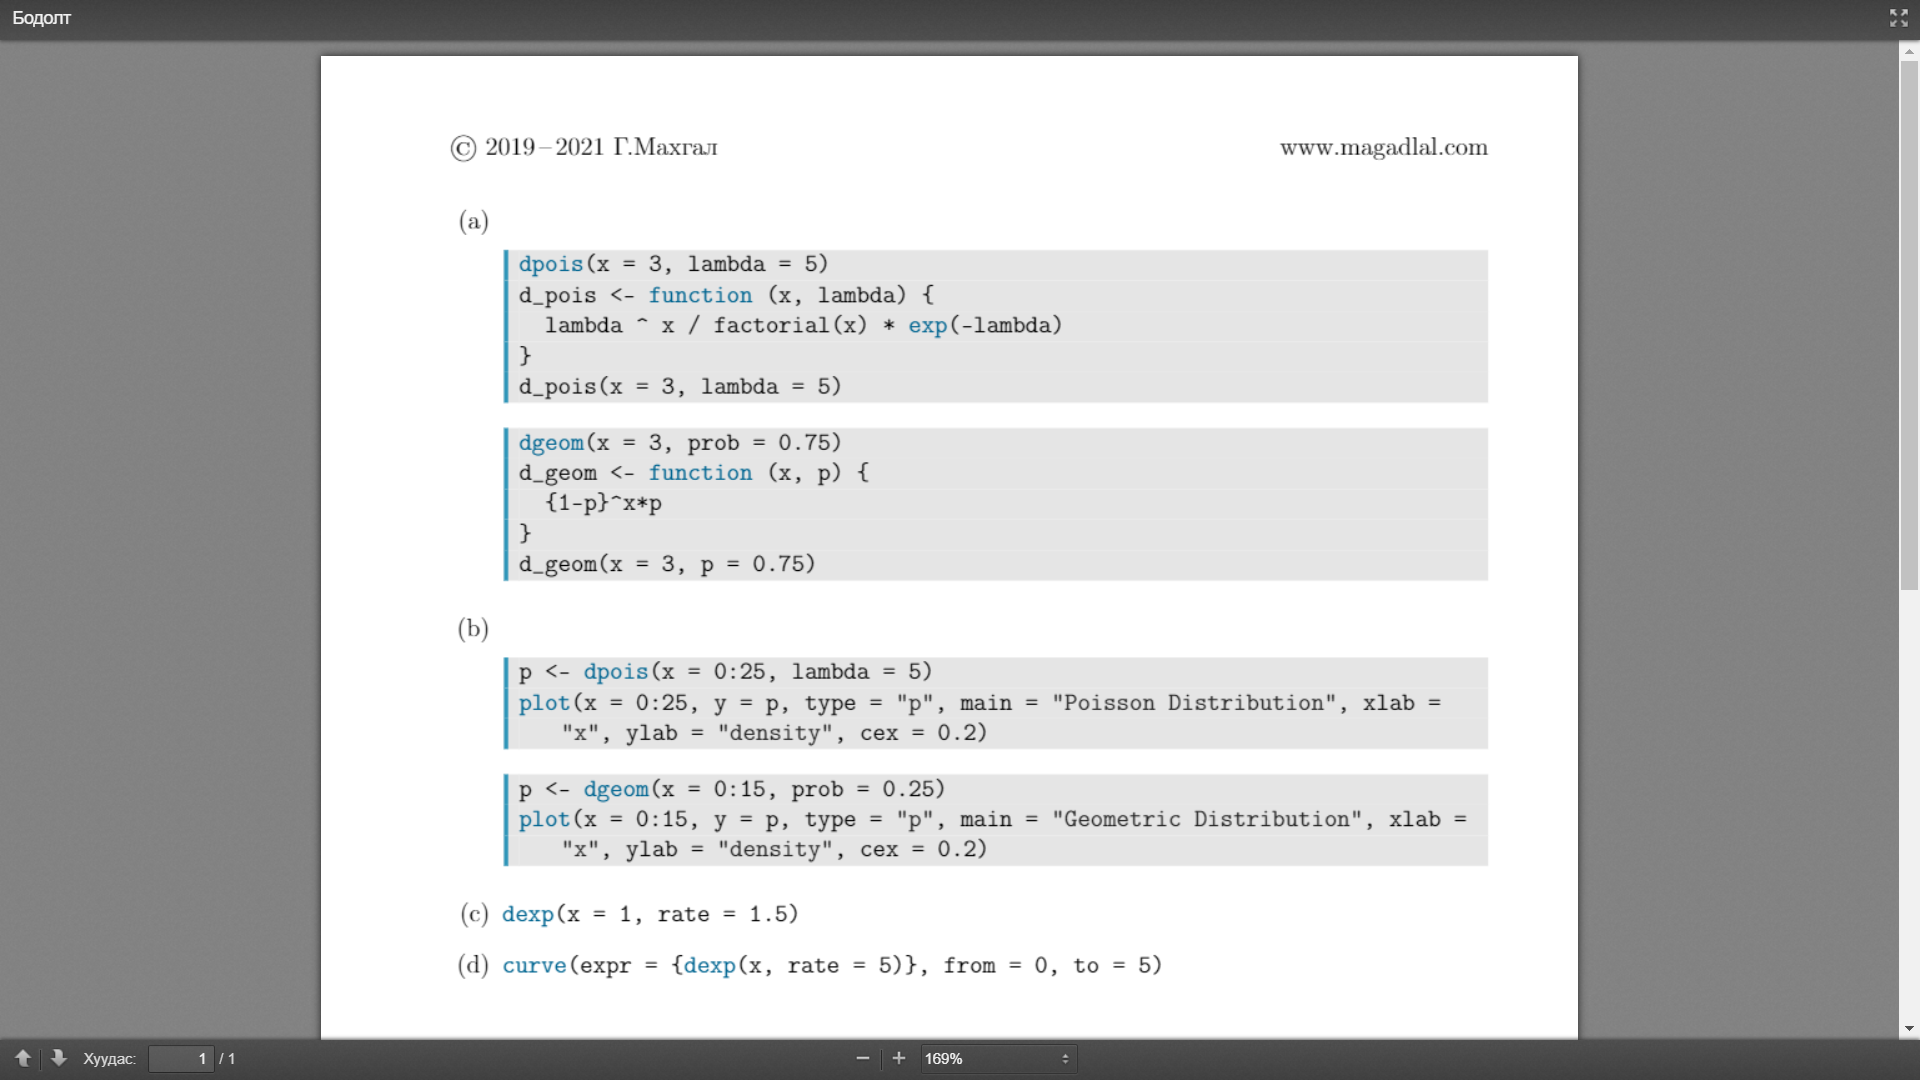 Бодолт
© 2019–2021 Г.Махгал
www.magadlal.com
(a)
dpois(x = 3, lambda = 5)
d_pois <- function (x, lambda) {
  lambda ^ x / factorial(x) * exp(-lambda)
}
d_pois(x = 3, lambda = 5)
dgeom(x = 3, prob = 0.75)
d_geom <- function (x, p) {
  {1-p}^x*p
}
d_geom(x = 3, p = 0.75)
(b)
p <- dpois(x = 0:25, lambda = 5)
plot(x = 0:25, y = p, type = "p", main = "Poisson Distribution", xlab =
"x", ylab = "density", cex = 0.2)
p <- dgeom(x = 0:15, prob = 0.25)
plot(x = 0:15, y = p, type = "p", main = "Geometric Distribution", xlab =
"x", ylab = "density", cex = 0.2)
(c) dexp(x = 1, rate = 1.5)
(d) curve(expr = {dexp(x, rate = 5)}, from = 0, to = 5)
Хуудас: 1 / 1
169%